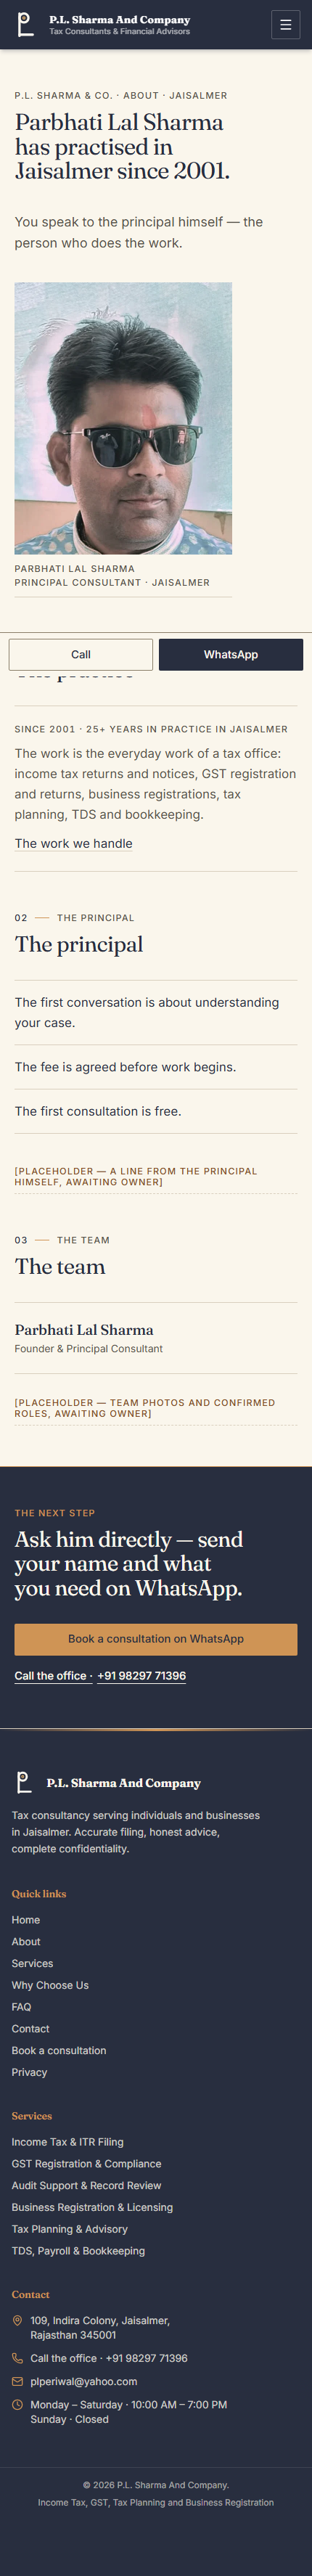 P.L. Sharma And Company
Tax Consultants & Financial Advisors
P.L. SHARMA & CO. · ABOUT · JAISALMER
Parbhati Lal Sharma
has practised in
Jaisalmer since 2001.
You speak to the principal himself — the
person who does the work.
PARBHATI LAL SHARMA
PRINCIPAL CONSULTANT · JAISALMER
Call
WhatsApp
The practice
SINCE 2001 · 25+ YEARS IN PRACTICE IN JAISALMER
The work is the everyday work of a tax office:
income tax returns and notices, GST registration
and returns, business registrations, tax
planning, TDS and bookkeeping.
The work we handle
02 — THE PRINCIPAL
The principal
The first conversation is about understanding
your case.
The fee is agreed before work begins.
The first consultation is free.
[PLACEHOLDER — A LINE FROM THE PRINCIPAL
HIMSELF, AWAITING OWNER]
03 — THE TEAM
The team
Parbhati Lal Sharma
Founder & Principal Consultant
[PLACEHOLDER — TEAM PHOTOS AND CONFIRMED
ROLES, AWAITING OWNER]
THE NEXT STEP
Ask him directly — send
your name and what
you need on WhatsApp.
Book a consultation on WhatsApp
Call the office · +91 98297 71396
P.L. Sharma And Company
Tax consultancy serving individuals and businesses
in Jaisalmer. Accurate filing, honest advice,
complete confidentiality.
Quick links
Home
About
Services
Why Choose Us
FAQ
Contact
Book a consultation
Privacy
Services
Income Tax & ITR Filing
GST Registration & Compliance
Audit Support & Record Review
Business Registration & Licensing
Tax Planning & Advisory
TDS, Payroll & Bookkeeping
Contact
109, Indira Colony, Jaisalmer,
Rajasthan 345001
Call the office · +91 98297 71396
plperiwal@yahoo.com
Monday – Saturday · 10:00 AM – 7:00 PM
Sunday · Closed
© 2026 P.L. Sharma And Company.
Income Tax, GST, Tax Planning and Business Registration